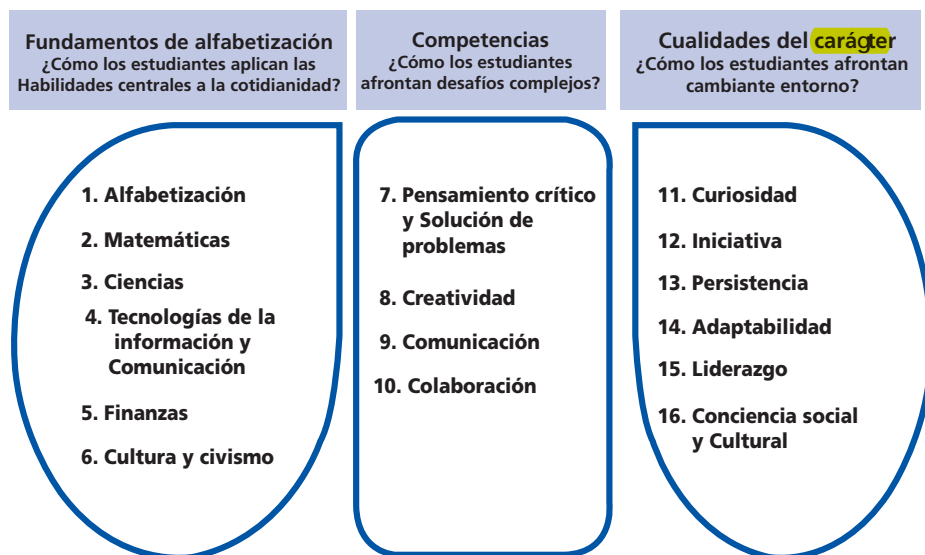 Fundamentos de alfabetización
¿Cómo los estudiantes aplican las
Habilidades centrales a la cotidianidad?
1. Alfabetización
2. Matemáticas
3. Ciencias
4. Tecnologías de la
información y
Comunicación
5. Finanzas
6. Cultura y civismo
Competencias
¿Cómo los estudiantes
afrontan desafíos complejos?
7. Pensamiento crítico
y Solución de
problemas
8. Creatividad
9. Comunicación
10. Colaboración
Cualidades del carágter
¿Cómo los estudiantes afrontan
cambiante entorno?
11. Curiosidad
12. Iniciativa
13. Persistencia
14. Adaptabilidad
15. Liderazgo
16. Conciencia social
y Cultural